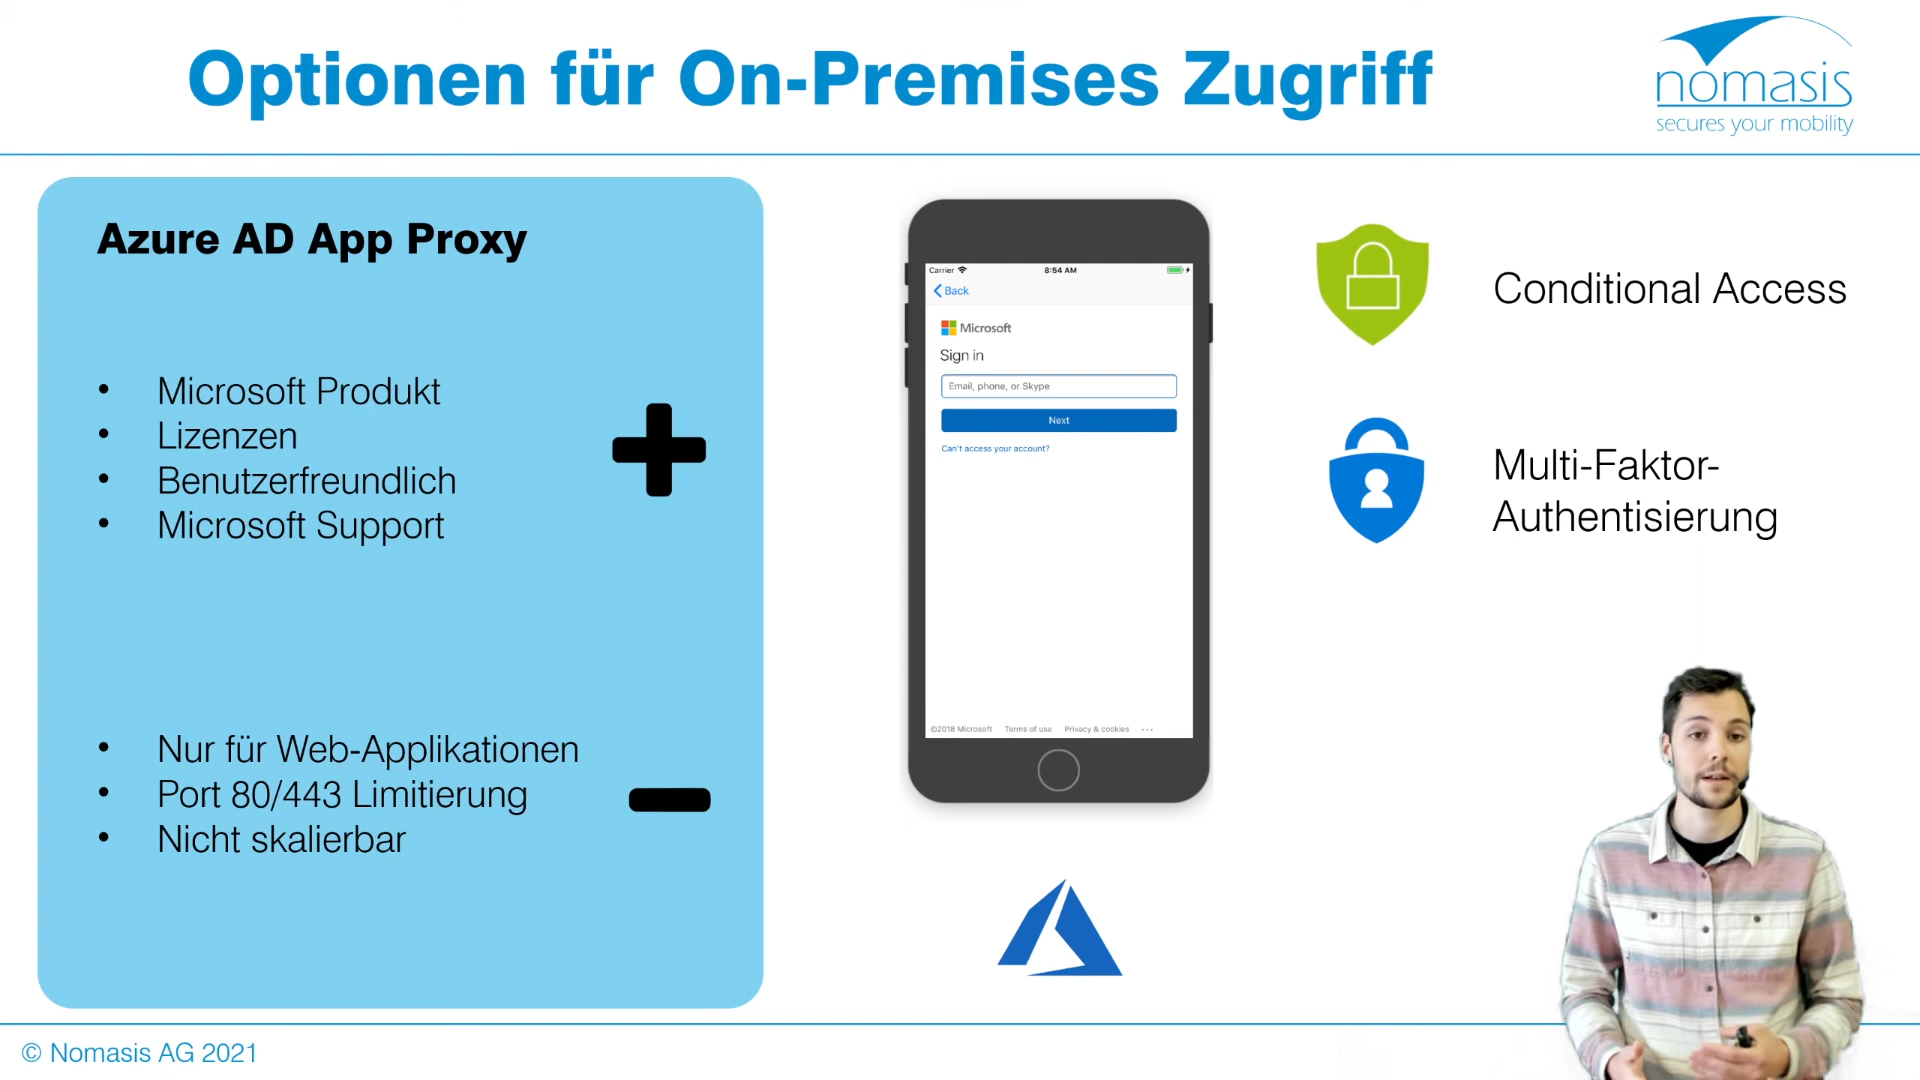 Optionen für On-Premises Zugriff
nomasis
secures your mobility
Azure AD App Proxy
• Microsoft Produkt
• Lizenzen
• Benutzerfreundlich
• Microsoft Support
• Nur für Web-Applikationen
• Port 80/443 Limitierung
• Nicht skalierbar
Carrier 8:54 AM
Back
Microsoft
Sign in
Email, phone, or Skype
Next
Can't access your account?
©2018 Microsoft Terms of use Privacy & cookies ...
Conditional Access
Multi-Faktor-
Authentisierung
© Nomasis AG 2021